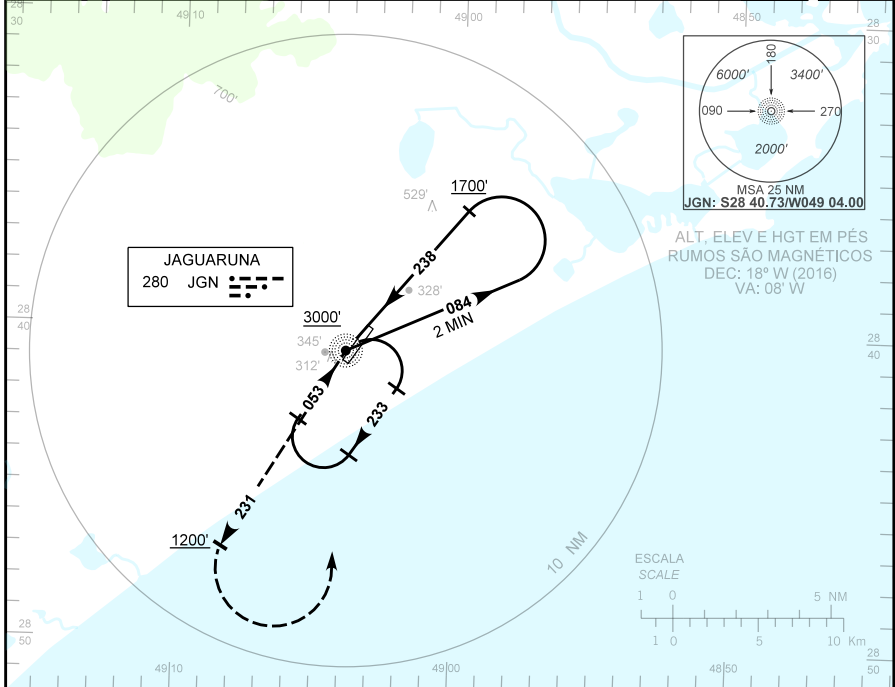 28
30
49 10
49 00
48 50
28
30
700'
180
6000'
3400'
090
270
2000'
MSA 25 NM
JGN: S28 40.73/W049 04.00
529'
1700'
ALT, ELEV E HGT EM PÉS
RUMOS SÃO MAGNÉTICOS
DEC: 18º W (2016)
VA: 08' W
JAGUARUNA
280 JGN
238
328'
084
2 MIN
28
40
3000'
345'
312'
28
40
053
233
231
1200'
10 NM
ESCALA
SCALE
1 0 5 NM
1 0 5 10 Km
28
50
49 10
49 00
48 50
28
50